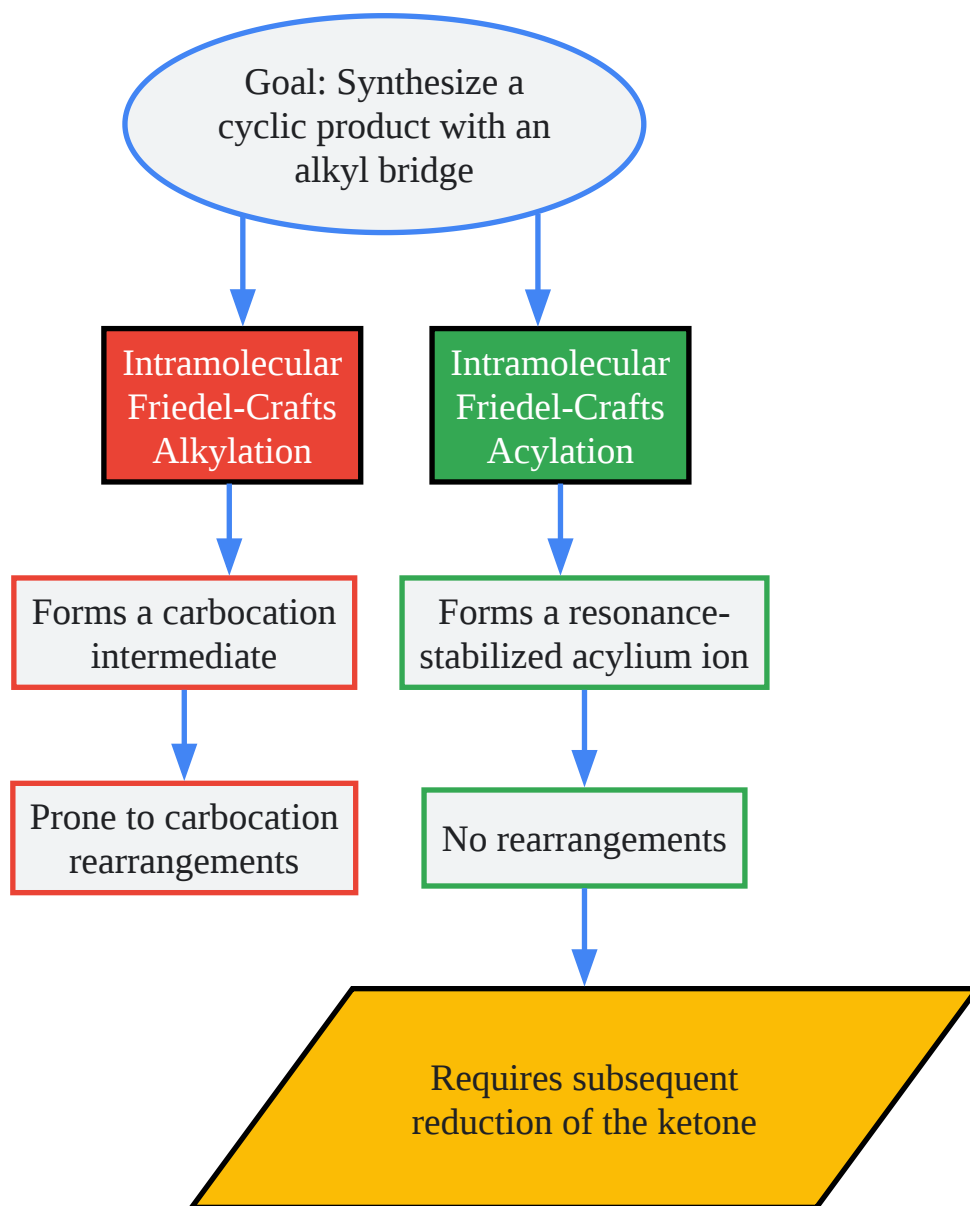 Goal: Synthesize a
cyclic product with an
alkyl bridge
Intramolecular
Friedel-Crafts
Alkylation
Intramolecular
Friedel-Crafts
Acylation
Forms a carbocation
intermediate
Forms a resonance-
stabilized acylium ion
Prone to carbocation
rearrangements
No rearrangements
Requires subsequent
reduction of the ketone